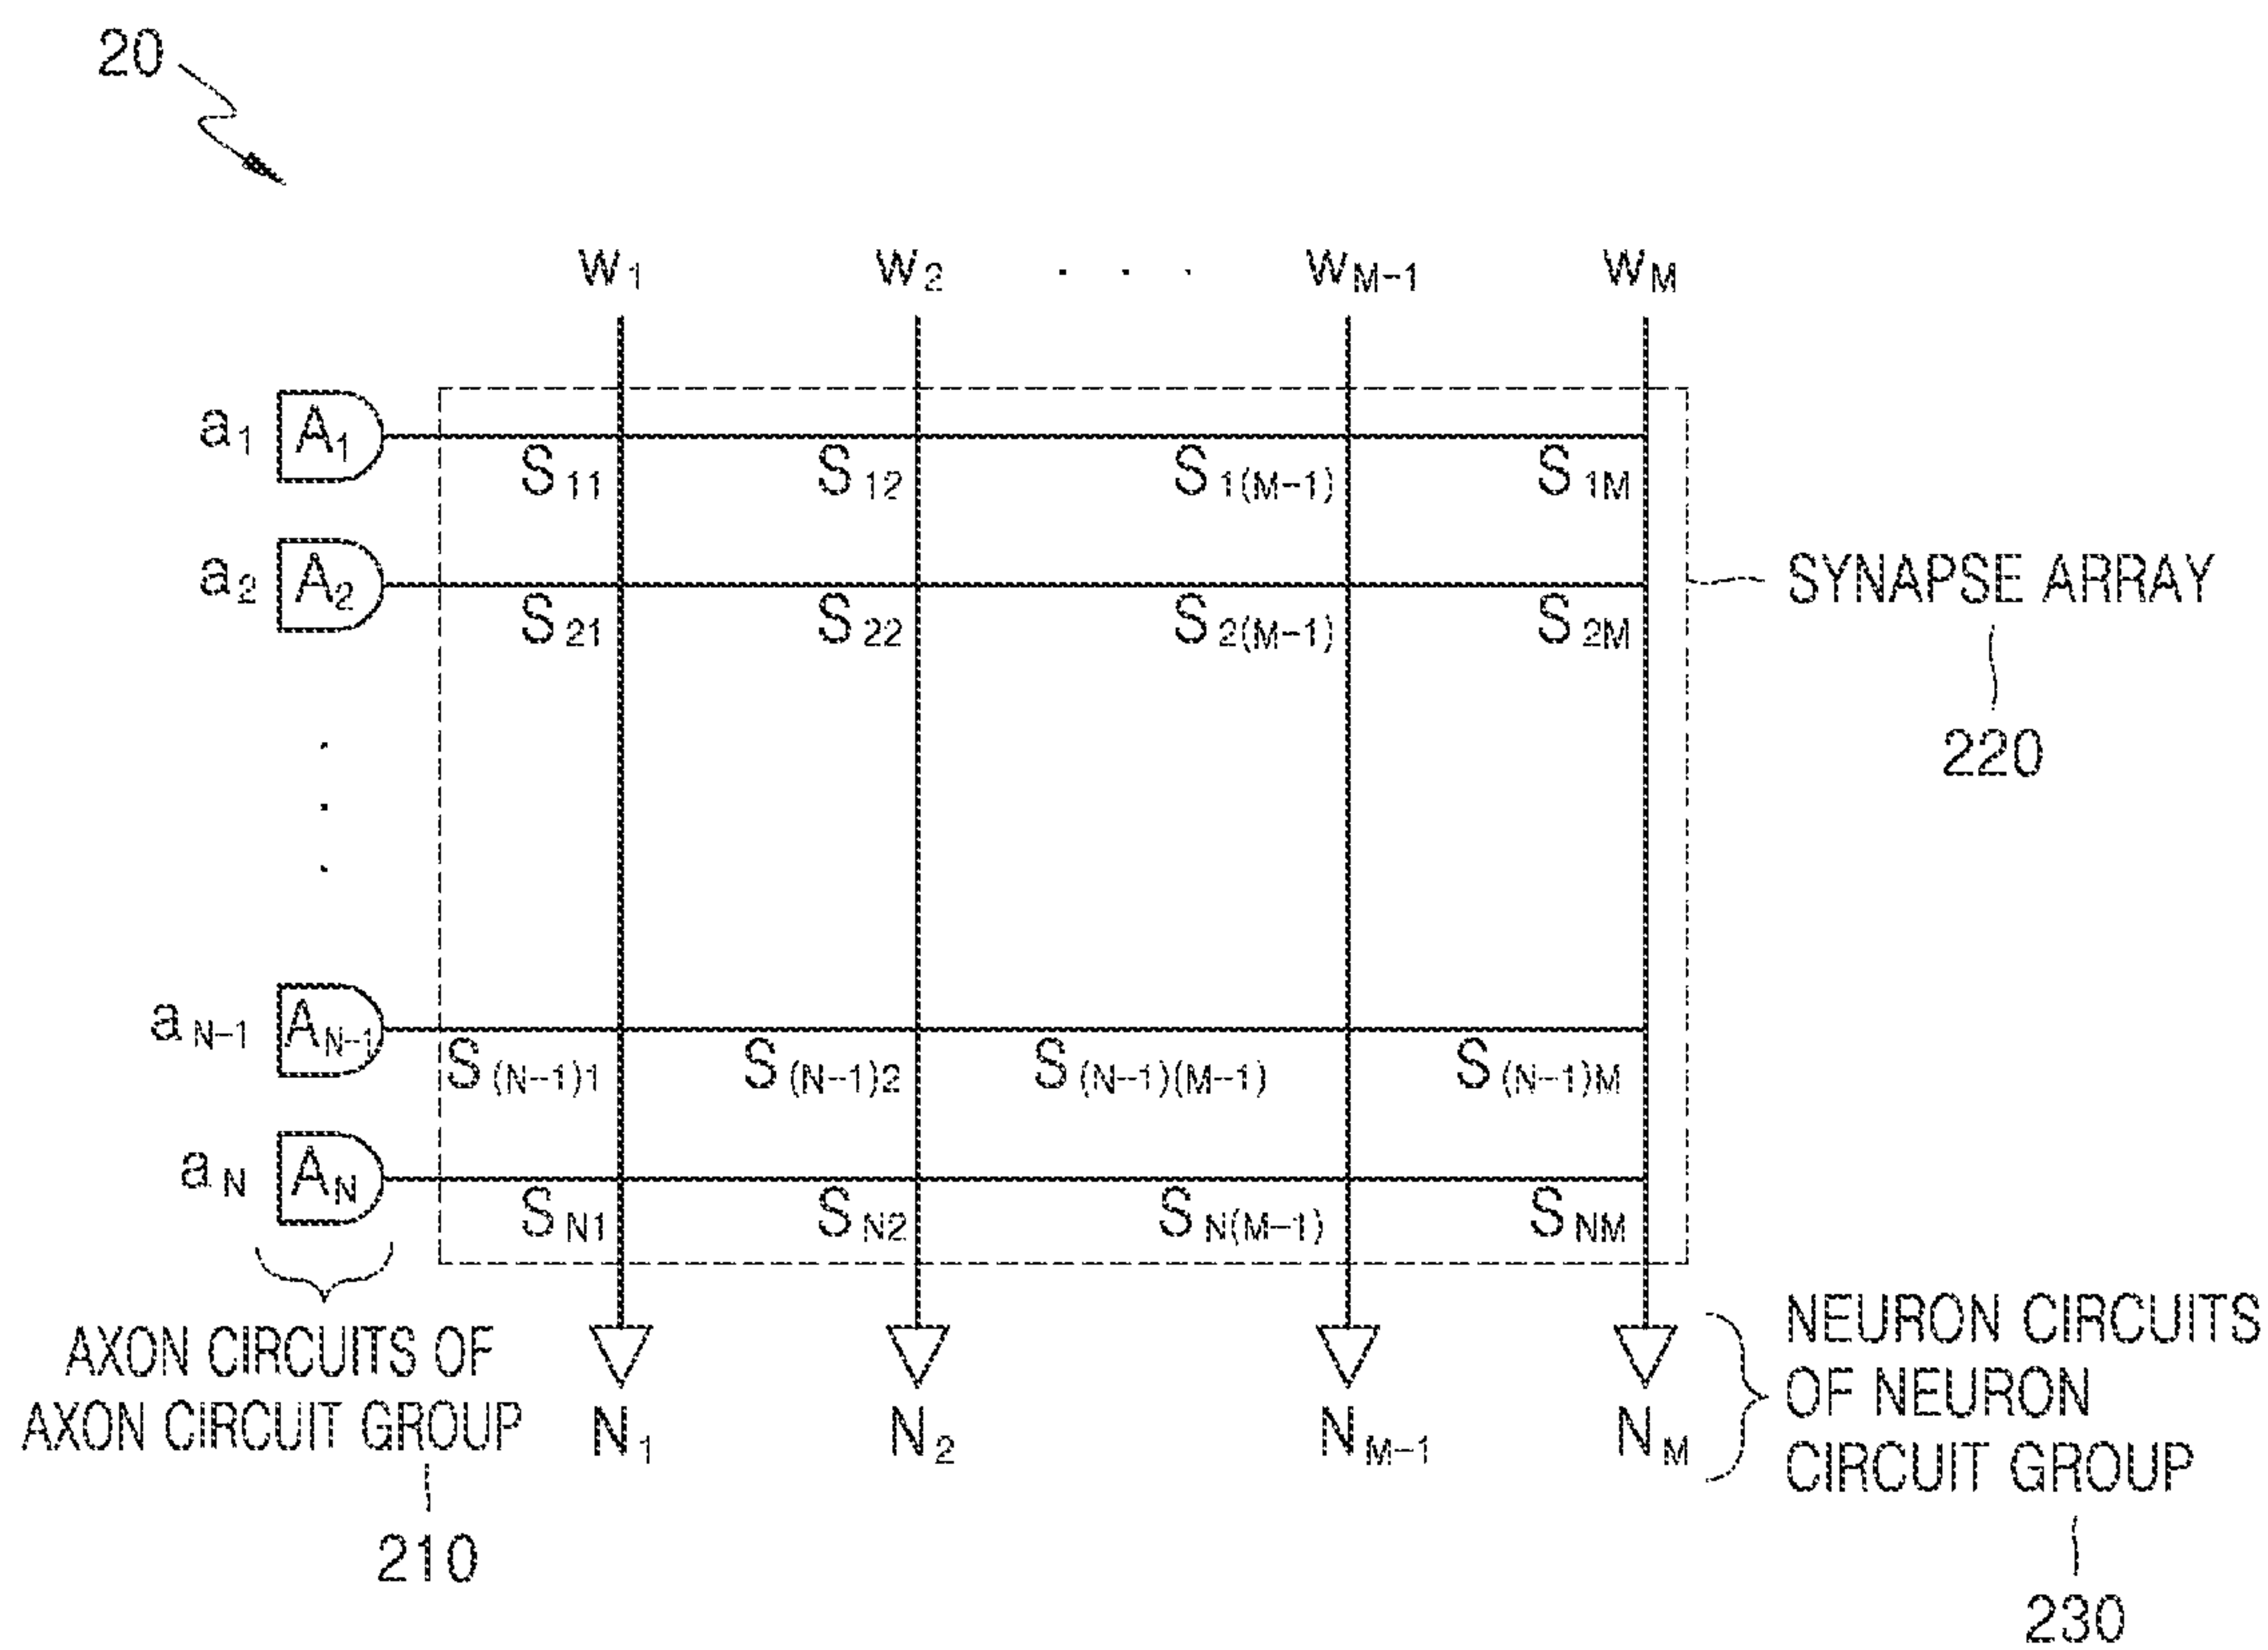 20
w1 w2 . . . wM-1 wM
a1 A1
S11 S12 S1(M-1) S1M
a2 A2
SYNAPSE ARRAY
S21 S22 S2(M-1) S2M
220
.
.
.
aN-1 AN-1
S(N-1)1 S(N-1)2 S(N-1)(M-1) S(N-1)M
aN AN
SN1 SN2 SN(M-1) SNM
AXON CIRCUITS OF
AXON CIRCUIT GROUP
210
N1 N2 NM-1 NM
NEURON CIRCUITS
OF NEURON
CIRCUIT GROUP
230